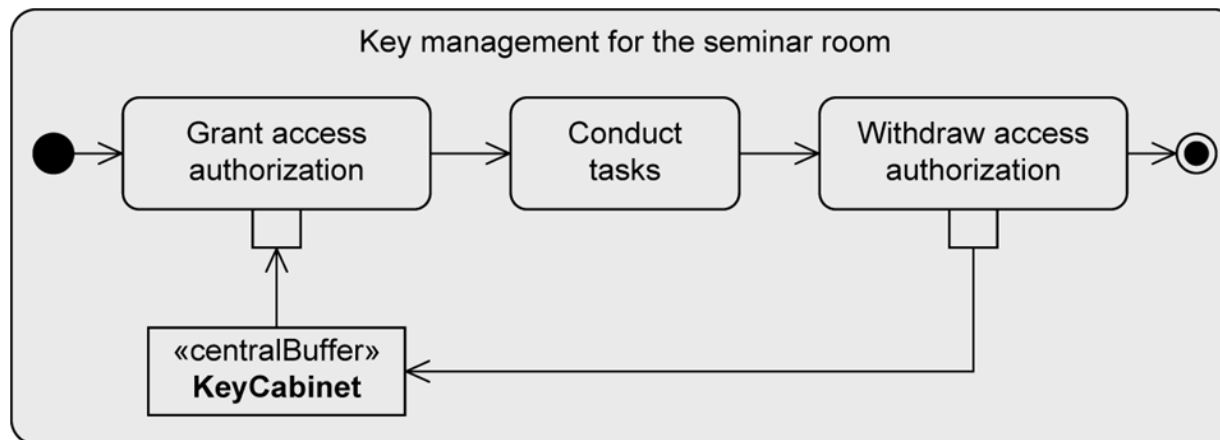 Key management for the seminar room
Grant access
authorization
Conduct
tasks
Withdraw access
authorization
«centralBuffer»
KeyCabinet